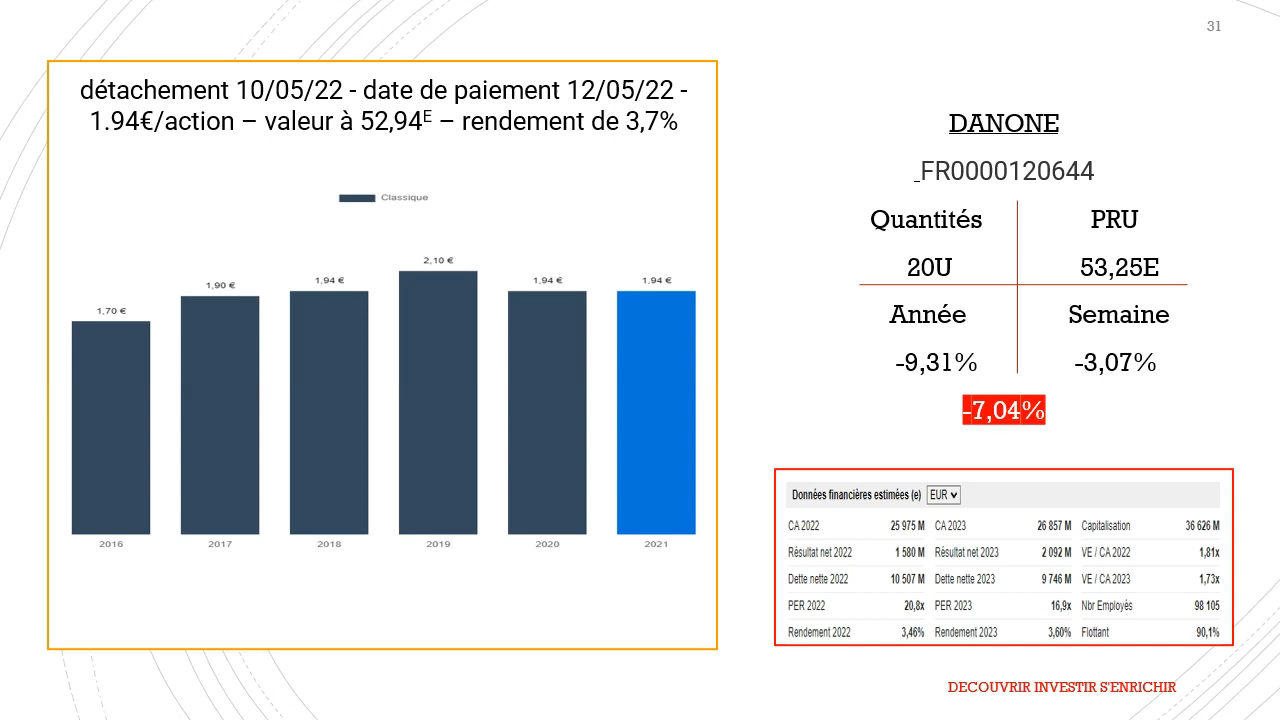 31
détachement 10/05/22 - date de paiement 12/05/22 -
1.94€/action – valeur à 52,94ᴱ – rendement de 3,7%
Classique
1,70 €
1,90 €
1,94 €
2,10 €
1,94 €
1,94 €
2016 2017 2018 2019 2020 2021
DANONE
_FR0000120644
Quantités PRU
20U 53,25E
Année Semaine
-9,31% -3,07%
-7,04%
Données financières estimées (e) EUR
CA 2022 25 975 M CA 2023 26 857 M Capitalisation 36 626 M
Résultat net 2022 1 580 M Résultat net 2023 2 092 M VE / CA 2022 1,81x
Dette nette 2022 10 507 M Dette nette 2023 9 746 M VE / CA 2023 1,73x
PER 2022 20,8x PER 2023 16,9x Nbr Employés 98 105
Rendement 2022 3,46% Rendement 2023 3,60% Flottant 90,1%
DECOUVRIR INVESTIR S'ENRICHIR